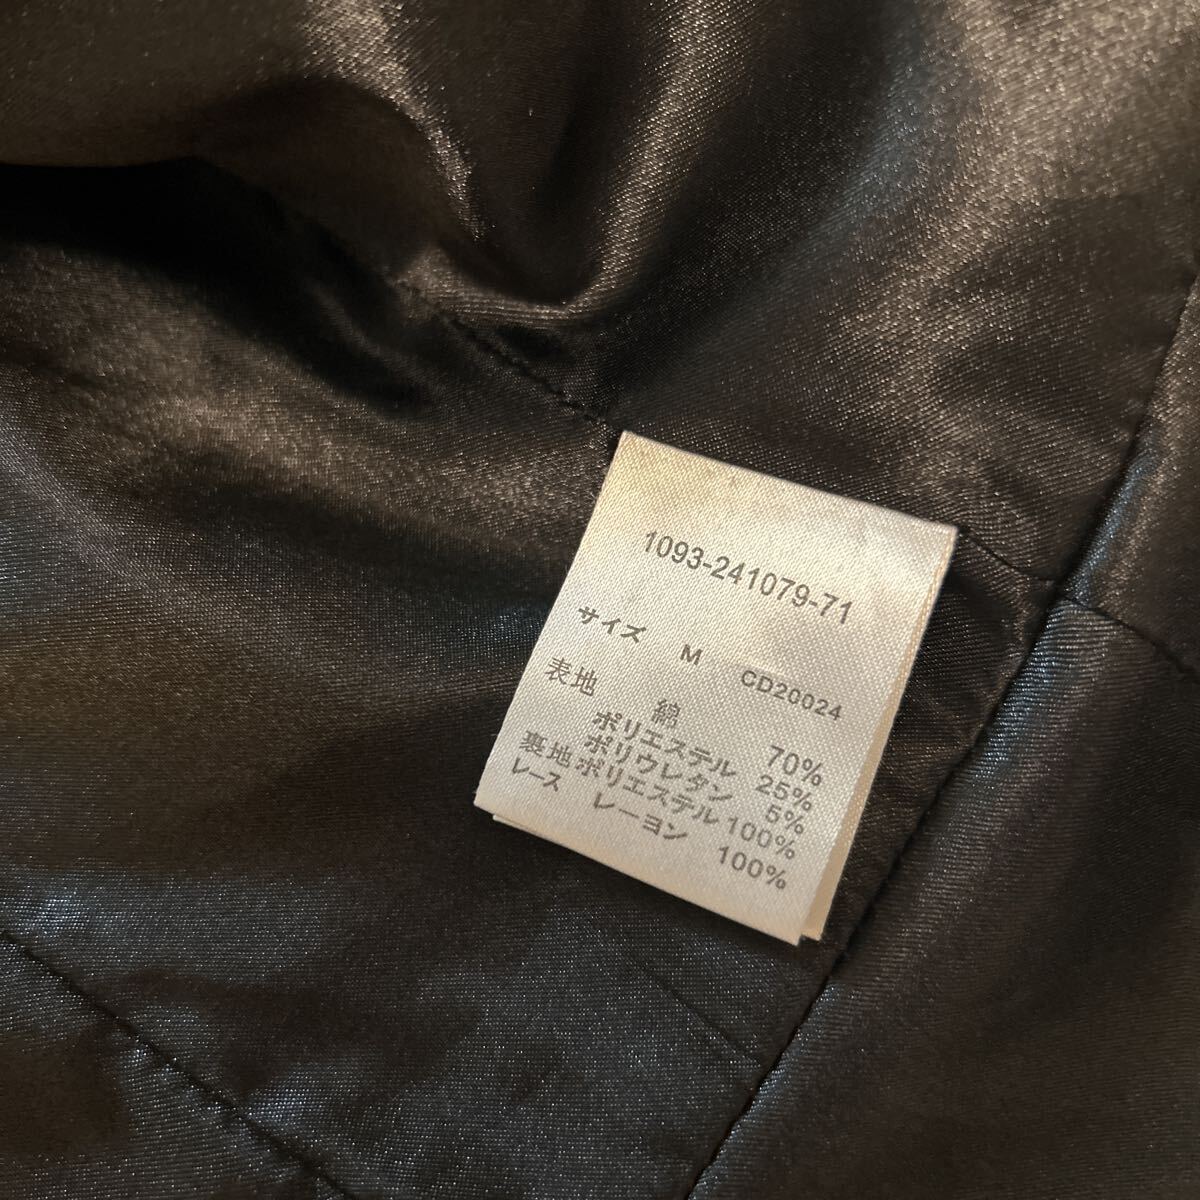 1093-241079-71
サイズ M CD20024
表地 綿 70%
ポリエステル 25%
ポリウレタン 5%
裏地ポリエステル 100%
レース レーヨン 100%